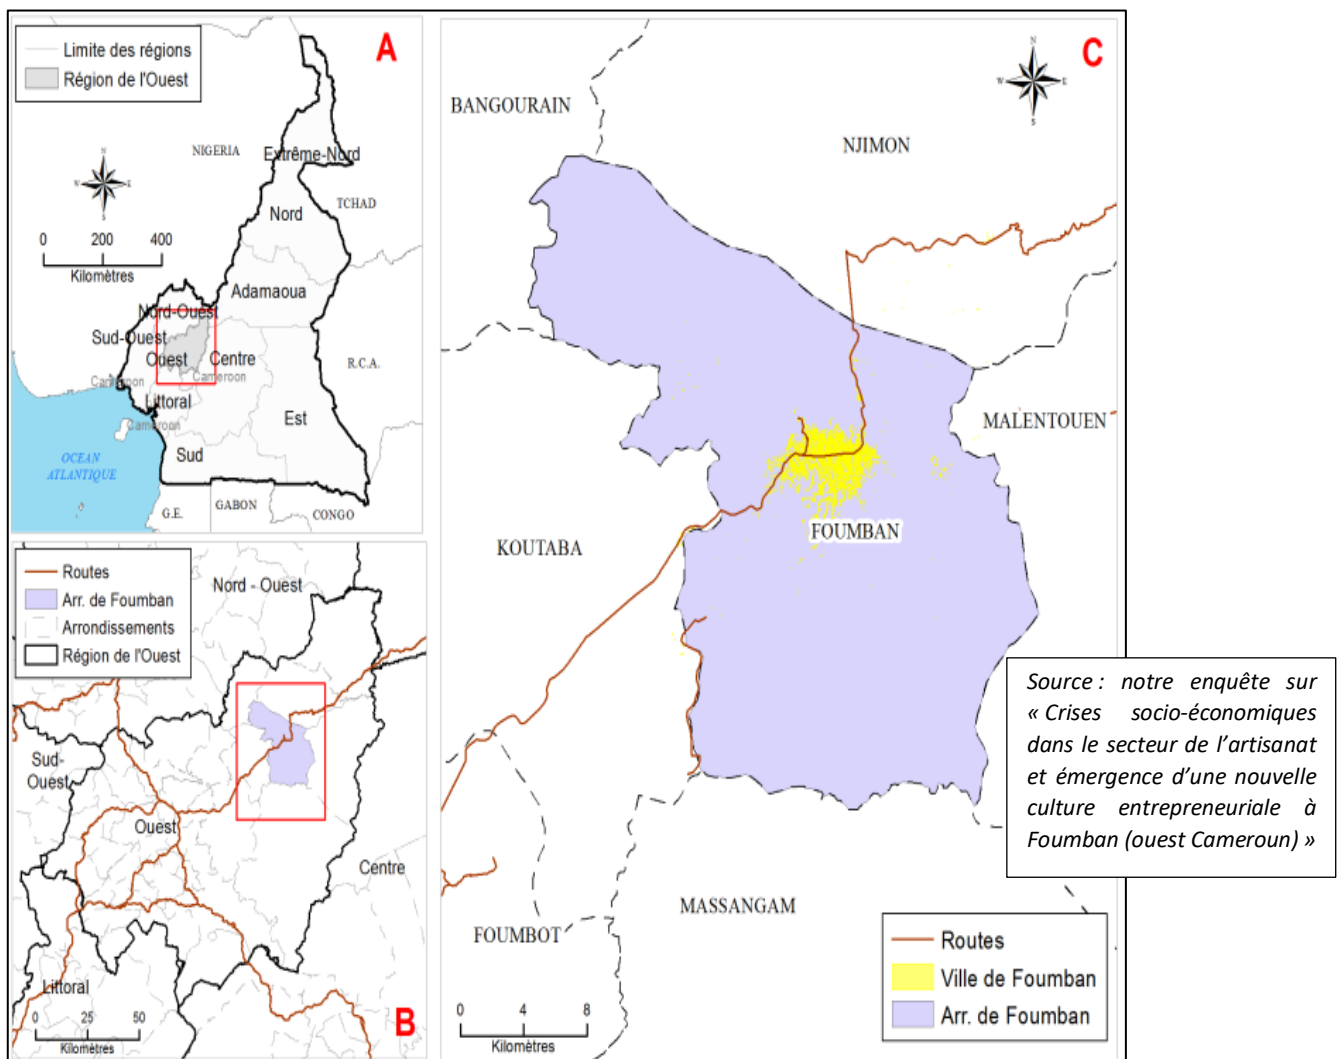 Limite des régions
Région de l'Ouest
A
N
W
E
S
0 200 400
Kilomètres
NIGERIA
Extrême-Nord
TCHAD
Nord
Adamaoua
Nord-Ouest
Sud-Ouest
Ouest
Centre
R.C.A.
Cameroon
Cameroon
Littoral
Cameroon
Est
Sud
OCEAN
ATLANTIQUE
G.E.
GABON
CONGO
Routes
Arr. de Foumban
Arrondissements
Région de l'Ouest
Nord - Ouest
Sud-
Ouest
Ouest
Centre
Littoral
0 25 50
Kilomètres
B
C
N
W
E
S
BANGOURAIN
NJIMON
MALENTOUEN
FOUMBAN
KOUTABA
MASSANGAM
FOUMBOT
0 4 8
Kilomètres
Routes
Ville de Foumban
Arr. de Foumban
Source : notre enquête sur
« Crises socio-économiques
dans le secteur de l’artisanat
et émergence d’une nouvelle
culture entrepreneuriale à
Foumban (ouest Cameroun) »